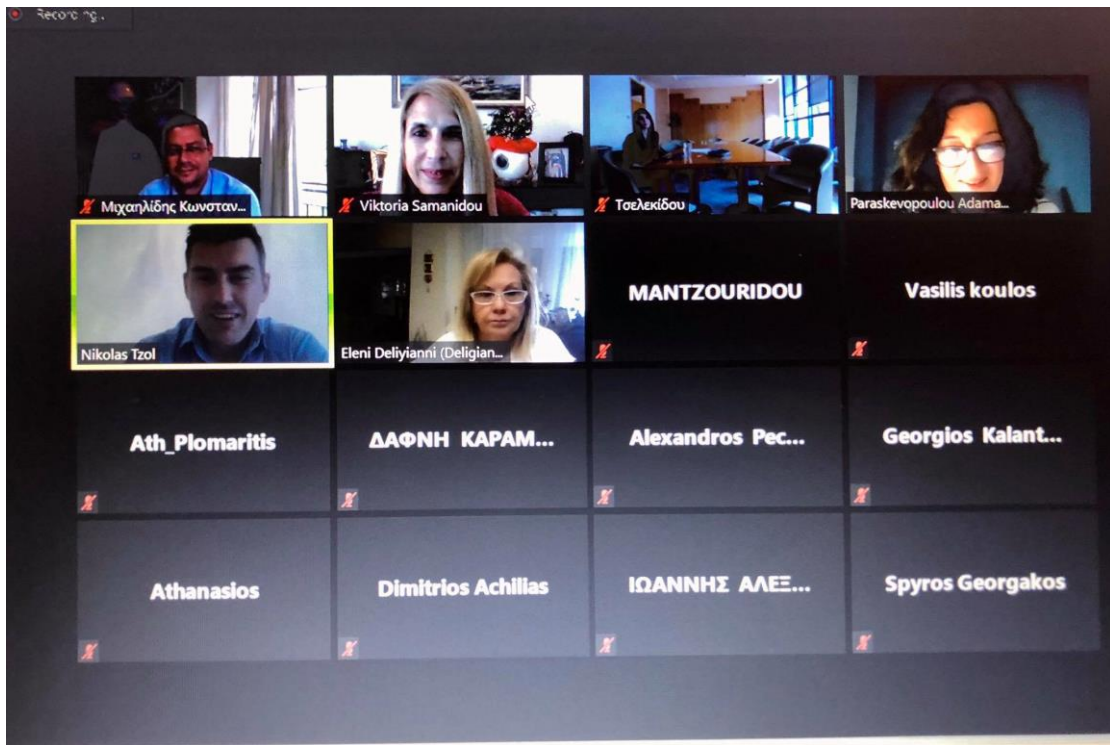 Recording...
Μιχαηλίδης Κωνσταν...
Viktoria Samanidou
Τσελεκίδου
Paraskevopoulou Adama...
Nikolas Tzol
Eleni Deliyianni (Deligian...
MANTZOURIDOU
Vasilis koulos
Ath_Plomaritis
ΔΑΦΝΗ ΚΑΡΑΜ...
Alexandros Pec...
Georgios Kalant...
Athanasios
Dimitrios Achilias
ΙΩΑΝΝΗΣ ΑΛΕΞ...
Spyros Georgakos